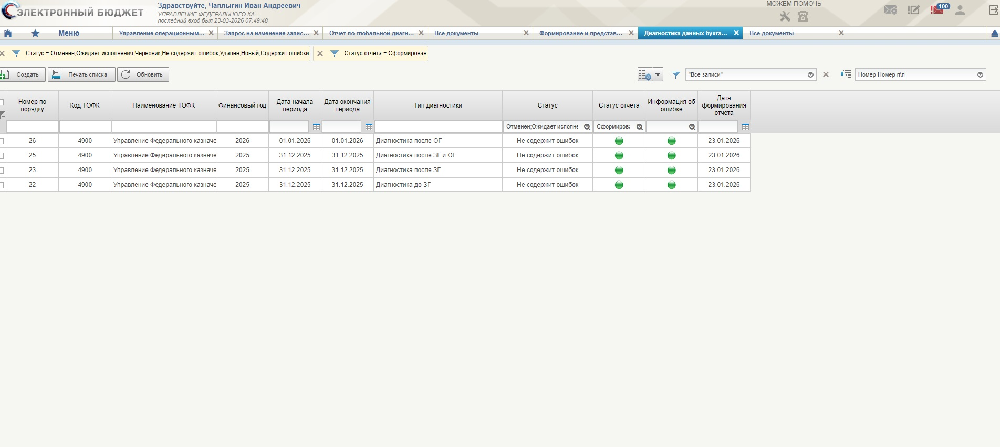 ЭЛЕКТРОННЫЙ БЮДЖЕТ
Здравствуйте, Чаплыгин Иван Андреевич
УПРАВЛЕНИЕ ФЕДЕРАЛЬНОГО КА...
последний вход был 23-03-2026 07:49:48
МОЖЕМ ПОМОЧЬ
100
Меню
Управление операционным...
Запрос на изменение запис...
Отчет по глобальной диагн...
Все документы
Формирование и представ...
Диагностика данных бухга...
Все документы
Статус = Отменен;Ожидает исполнения;Черновик;Не содержит ошибок;Удален;Новый;Содержит ошибки
Статус отчета = Сформирован
Создать
Печать списка
Обновить
"Все записи"
Номер Номер п\п
Номер по порядку
Код ТОФК
Наименование ТОФК
Финансовый год
Дата начала периода
Дата окончания периода
Тип диагностики
Статус
Статус отчета
Информация об ошибке
Дата формирования отчета
Отменен;Ожидает исполне
Сформирова
26 4900 Управление Федерального казначе 2026 01.01.2026 01.01.2026 Диагностика после ОГ Не содержит ошибок 23.01.2026
25 4900 Управление Федерального казначе 2025 31.12.2025 31.12.2025 Диагностика после ЗГ и ОГ Не содержит ошибок 23.01.2026
23 4900 Управление Федерального казначе 2025 31.12.2025 31.12.2025 Диагностика после ЗГ Не содержит ошибок 23.01.2026
22 4900 Управление Федерального казначе 2025 31.12.2025 31.12.2025 Диагностика до ЗГ Не содержит ошибок 23.01.2026